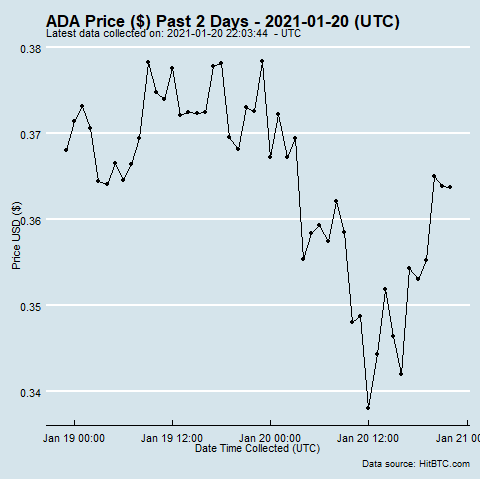 ADA Price ($) Past 2 Days - 2021-01-20 (UTC)
Latest data collected on: 2021-01-20 22:03:44 - UTC
0.38
0.37
0.36
0.35
0.34
Price USD ($)
Jan 19 00:00 Jan 19 12:00 Jan 20 00:00 Jan 20 12:00 Jan 21 00
Date Time Collected (UTC)
Data source: HitBTC.com